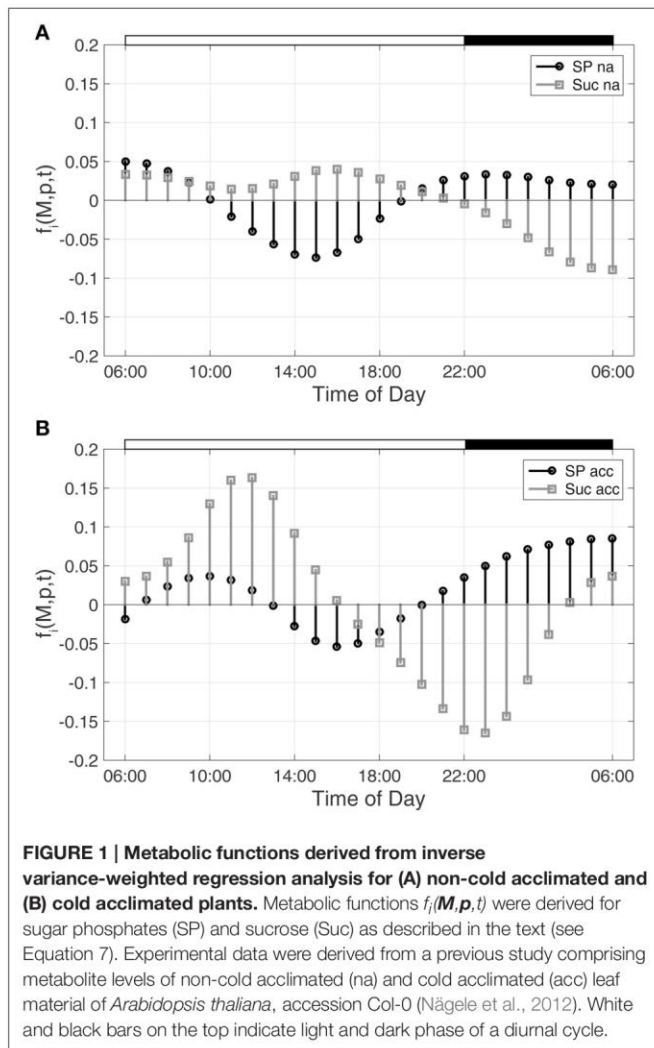 A
0.2
0.15
0.1
0.05
0
-0.05
-0.1
-0.15
-0.2
f_i(M,p,t)
SP na
Suc na
06:00 10:00 14:00 18:00 22:00 06:00
Time of Day
B
0.2
0.15
0.1
0.05
0
-0.05
-0.1
-0.15
-0.2
f_i(M,p,t)
SP acc
Suc acc
06:00 10:00 14:00 18:00 22:00 06:00
Time of Day
FIGURE 1 | Metabolic functions derived from inverse
variance-weighted regression analysis for (A) non-cold acclimated and
(B) cold acclimated plants. Metabolic functions f_i(M,p,t) were derived for
sugar phosphates (SP) and sucrose (Suc) as described in the text (see
Equation 7). Experimental data were derived from a previous study comprising
metabolite levels of non-cold acclimated (na) and cold acclimated (acc) leaf
material of Arabidopsis thaliana, accession Col-0 (Nägele et al., 2012). White
and black bars on the top indicate light and dark phase of a diurnal cycle.